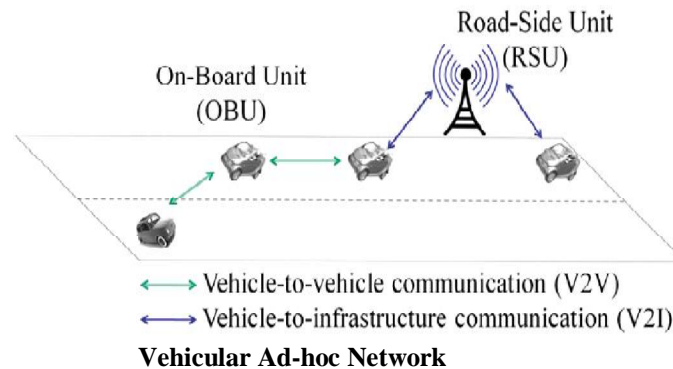 Road-Side Unit
(RSU)
On-Board Unit
(OBU)
Vehicle-to-vehicle communication (V2V)
Vehicle-to-infrastructure communication (V2I)
Vehicular Ad-hoc Network